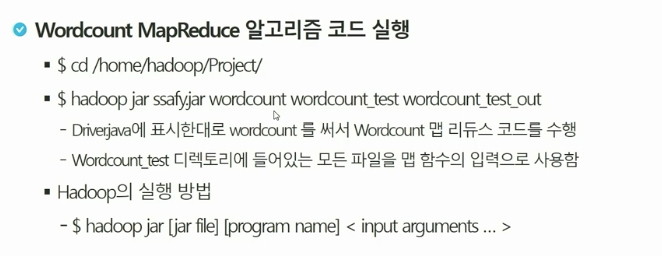 Wordcount MapReduce 알고리즘 코드 실행
$ cd /home/hadoop/Project/
$ hadoop jar ssafy.jar wordcount wordcount_test wordcount_test_out
- Driver.java에 표시한대로 wordcount 를 써서 Wordcount 맵 리듀스 코드를 수행
- Wordcount_test 디렉토리에 들어있는 모든 파일을 맵 함수의 입력으로 사용함
Hadoop의 실행 방법
- $ hadoop jar [jar file] [program name] < input arguments ... >